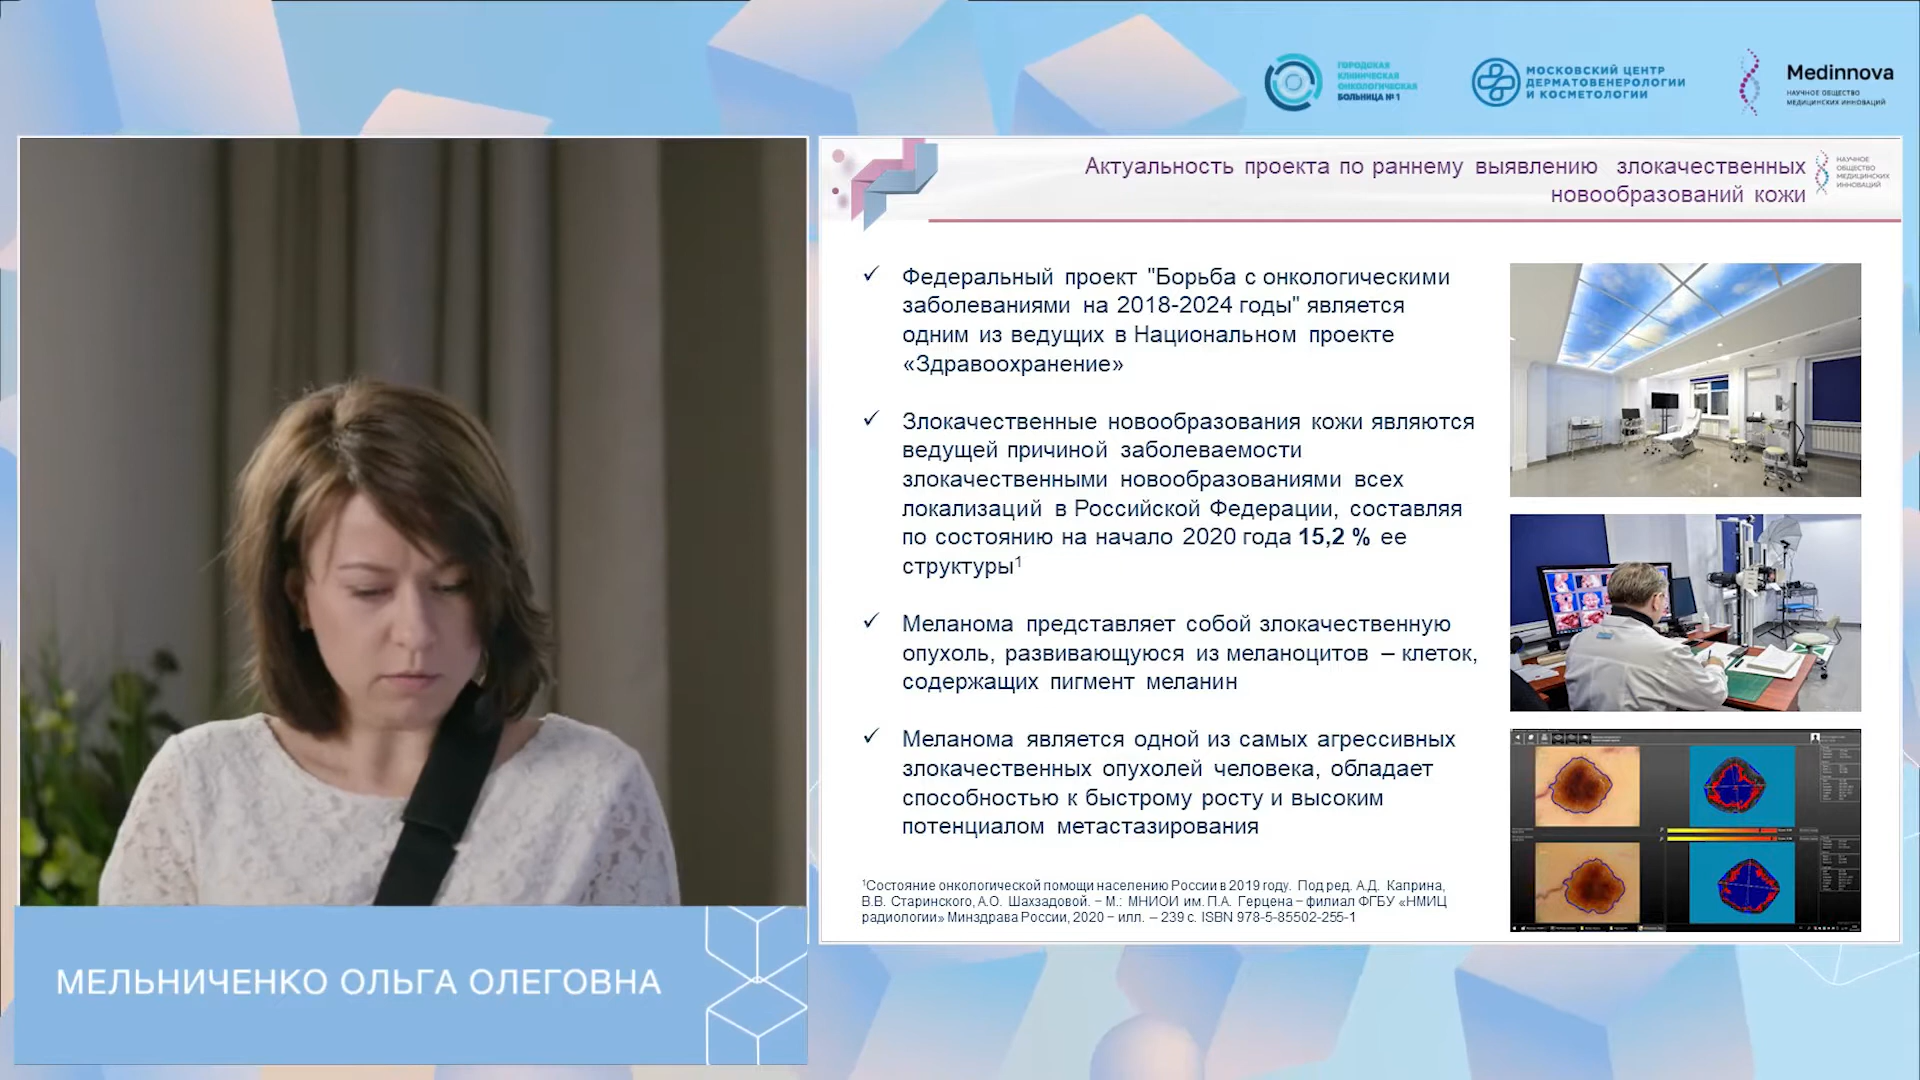 ГОРОДСКАЯ
КЛИНИЧЕСКАЯ
ОНКОЛОГИЧЕСКАЯ
БОЛЬНИЦА №1
МОСКОВСКИЙ ЦЕНТР
ДЕРМАТОВЕНЕРОЛОГИИ
И КОСМЕТОЛОГИИ
Medinnova
НАУЧНОЕ ОБЩЕСТВО
МЕДИЦИНСКИХ ИННОВАЦИЙ
Актуальность проекта по раннему выявлению злокачественных
новообразований кожи
НАУЧНОЕ
ОБЩЕСТВО
МЕДИЦИНСКИХ
ИННОВАЦИЙ
✓ Федеральный проект "Борьба с онкологическими
заболеваниями на 2018-2024 годы" является
одним из ведущих в Национальном проекте
«Здравоохранение»
✓ Злокачественные новообразования кожи являются
ведущей причиной заболеваемости
злокачественными новообразованиями всех
локализаций в Российской Федерации, составляя
по состоянию на начало 2020 года 15,2 % ее
структуры¹
✓ Меланома представляет собой злокачественную
опухоль, развивающуюся из меланоцитов – клеток,
содержащих пигмент меланин
✓ Меланома является одной из самых агрессивных
злокачественных опухолей человека, обладает
способностью к быстрому росту и высоким
потенциалом метастазирования
¹Состояние онкологической помощи населению России в 2019 году. Под ред. А.Д. Каприна,
В.В. Старинского, А.О. Шахзадовой. – М.: МНИОИ им. П.А. Герцена – филиал ФГБУ «НМИЦ
радиологии» Минздрава России, 2020 – илл. – 239 с. ISBN 978-5-85502-255-1
МЕЛЬНИЧЕНКО ОЛЬГА ОЛЕГОВНА